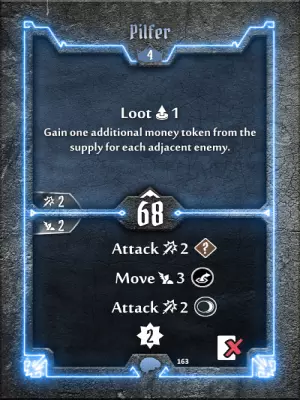 Pilfer
4
Loot 1
Gain one additional money token from the
supply for each adjacent enemy.
2
68
2
Attack 2 ?
Move 3
Attack 2
2
163